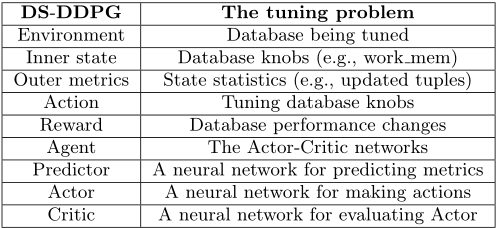 DS-DDPG The tuning problem
Environment Database being tuned
Inner state Database knobs (e.g., work_mem)
Outer metrics State statistics (e.g., updated tuples)
Action Tuning database knobs
Reward Database performance changes
Agent The Actor-Critic networks
Predictor A neural network for predicting metrics
Actor A neural network for making actions
Critic A neural network for evaluating Actor